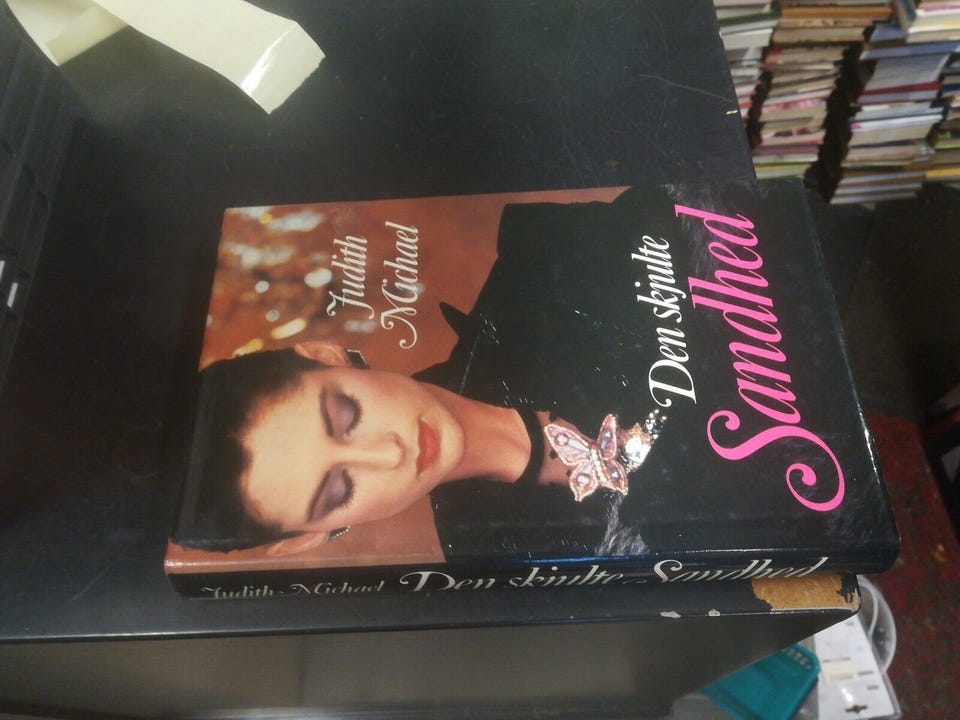 Judith
Michael
Den skjulte
Sandhed
Judith Michael Den skjulte Sandhed